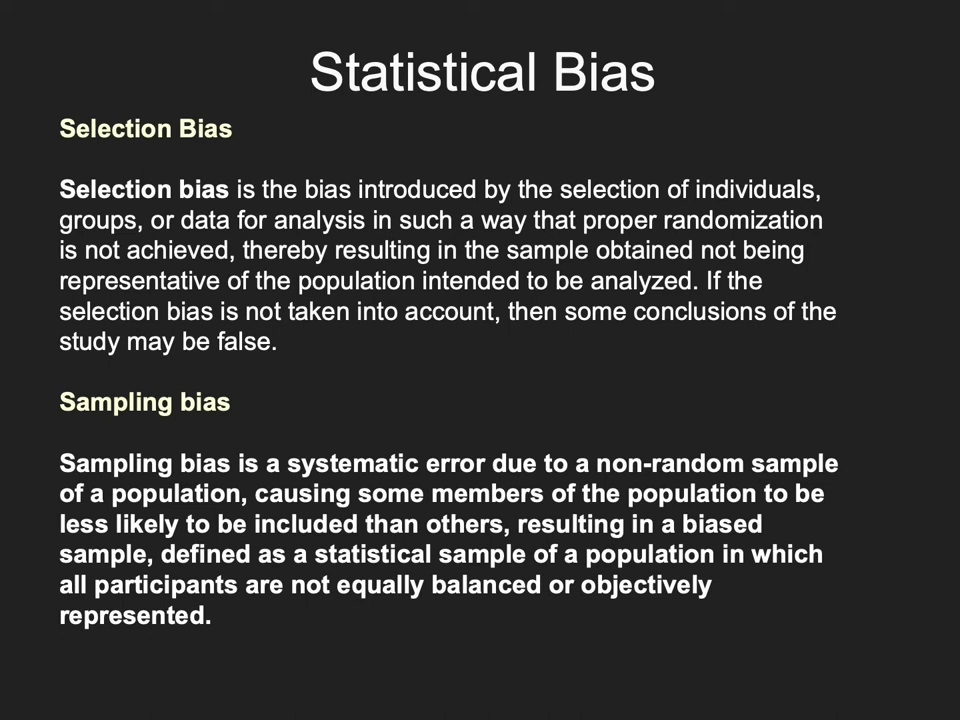 Statistical Bias
Selection Bias
Selection bias is the bias introduced by the selection of individuals,
groups, or data for analysis in such a way that proper randomization
is not achieved, thereby resulting in the sample obtained not being
representative of the population intended to be analyzed. If the
selection bias is not taken into account, then some conclusions of the
study may be false.
Sampling bias
Sampling bias is a systematic error due to a non-random sample
of a population, causing some members of the population to be
less likely to be included than others, resulting in a biased
sample, defined as a statistical sample of a population in which
all participants are not equally balanced or objectively
represented.